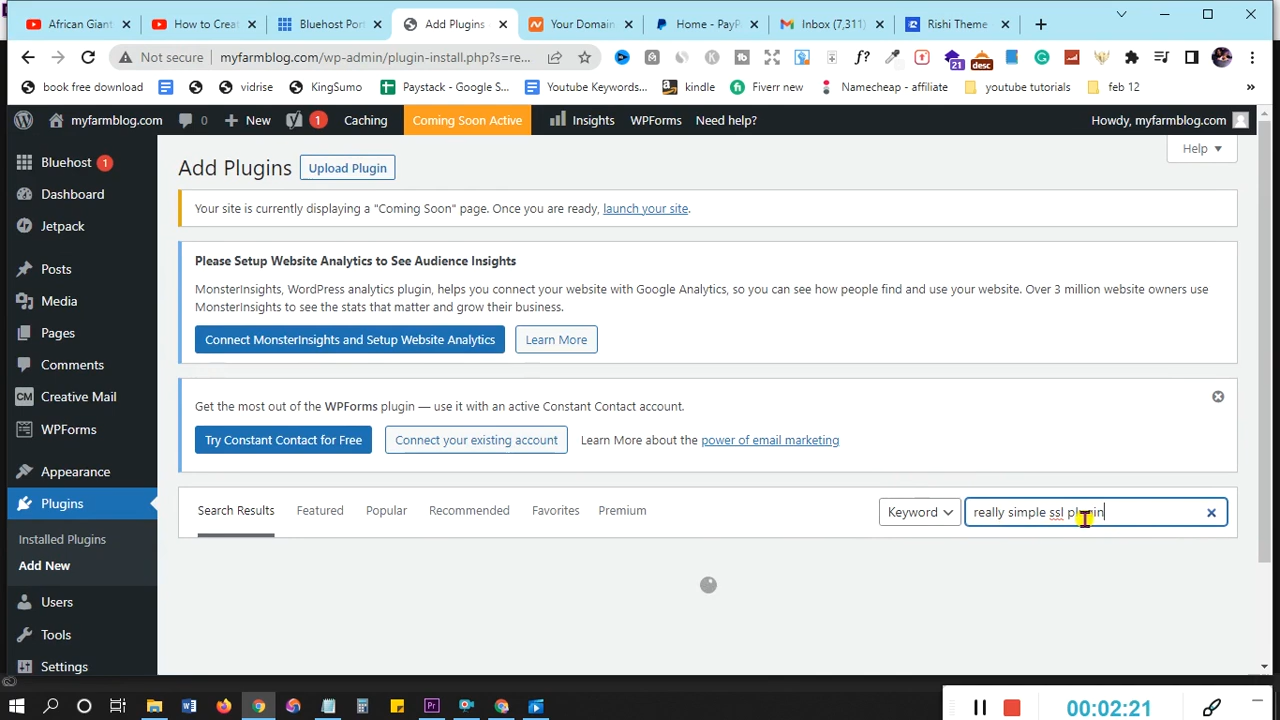 African Giant
How to Creat
Bluehost Por
Add Plugins
Your Domain
Home - PayP
Inbox (7,311)
Rishi Theme
Not secure
myfarmblog.com/wp-admin/plugin-install.php?s=re...
f?
21
desc
book free download
vidris
KingSumo
Paystack - Google S...
Youtube Keywords...
kindle
Fiverr new
Namecheap - affiliate
youtube tutorials
feb 12
»
myfarmblog.com
0
New
1
Caching
Coming Soon Active
Insights
WPForms
Need help?
Howdy, myfarmblog.com
Bluehost 1
Dashboard
Jetpack
Posts
Media
Pages
Comments
CM Creative Mail
WPForms
Appearance
Plugins
Installed Plugins
Add New
Users
Tools
Settings
Help
Add Plugins
Upload Plugin
Your site is currently displaying a "Coming Soon" page. Once you are ready, launch your site.
Please Setup Website Analytics to See Audience Insights
MonsterInsights, WordPress analytics plugin, helps you connect your website with Google Analytics, so you can see how people find and use your website. Over 3 million website owners use
MonsterInsights to see the stats that matter and grow their business.
Connect MonsterInsights and Setup Website Analytics
Learn More
Get the most out of the WPForms plugin — use it with an active Constant Contact account.
Try Constant Contact for Free
Connect your existing account
Learn More about the power of email marketing
Search Results
Featured
Popular
Recommended
Favorites
Premium
Keyword
really simple ssl plugin
00:02:21